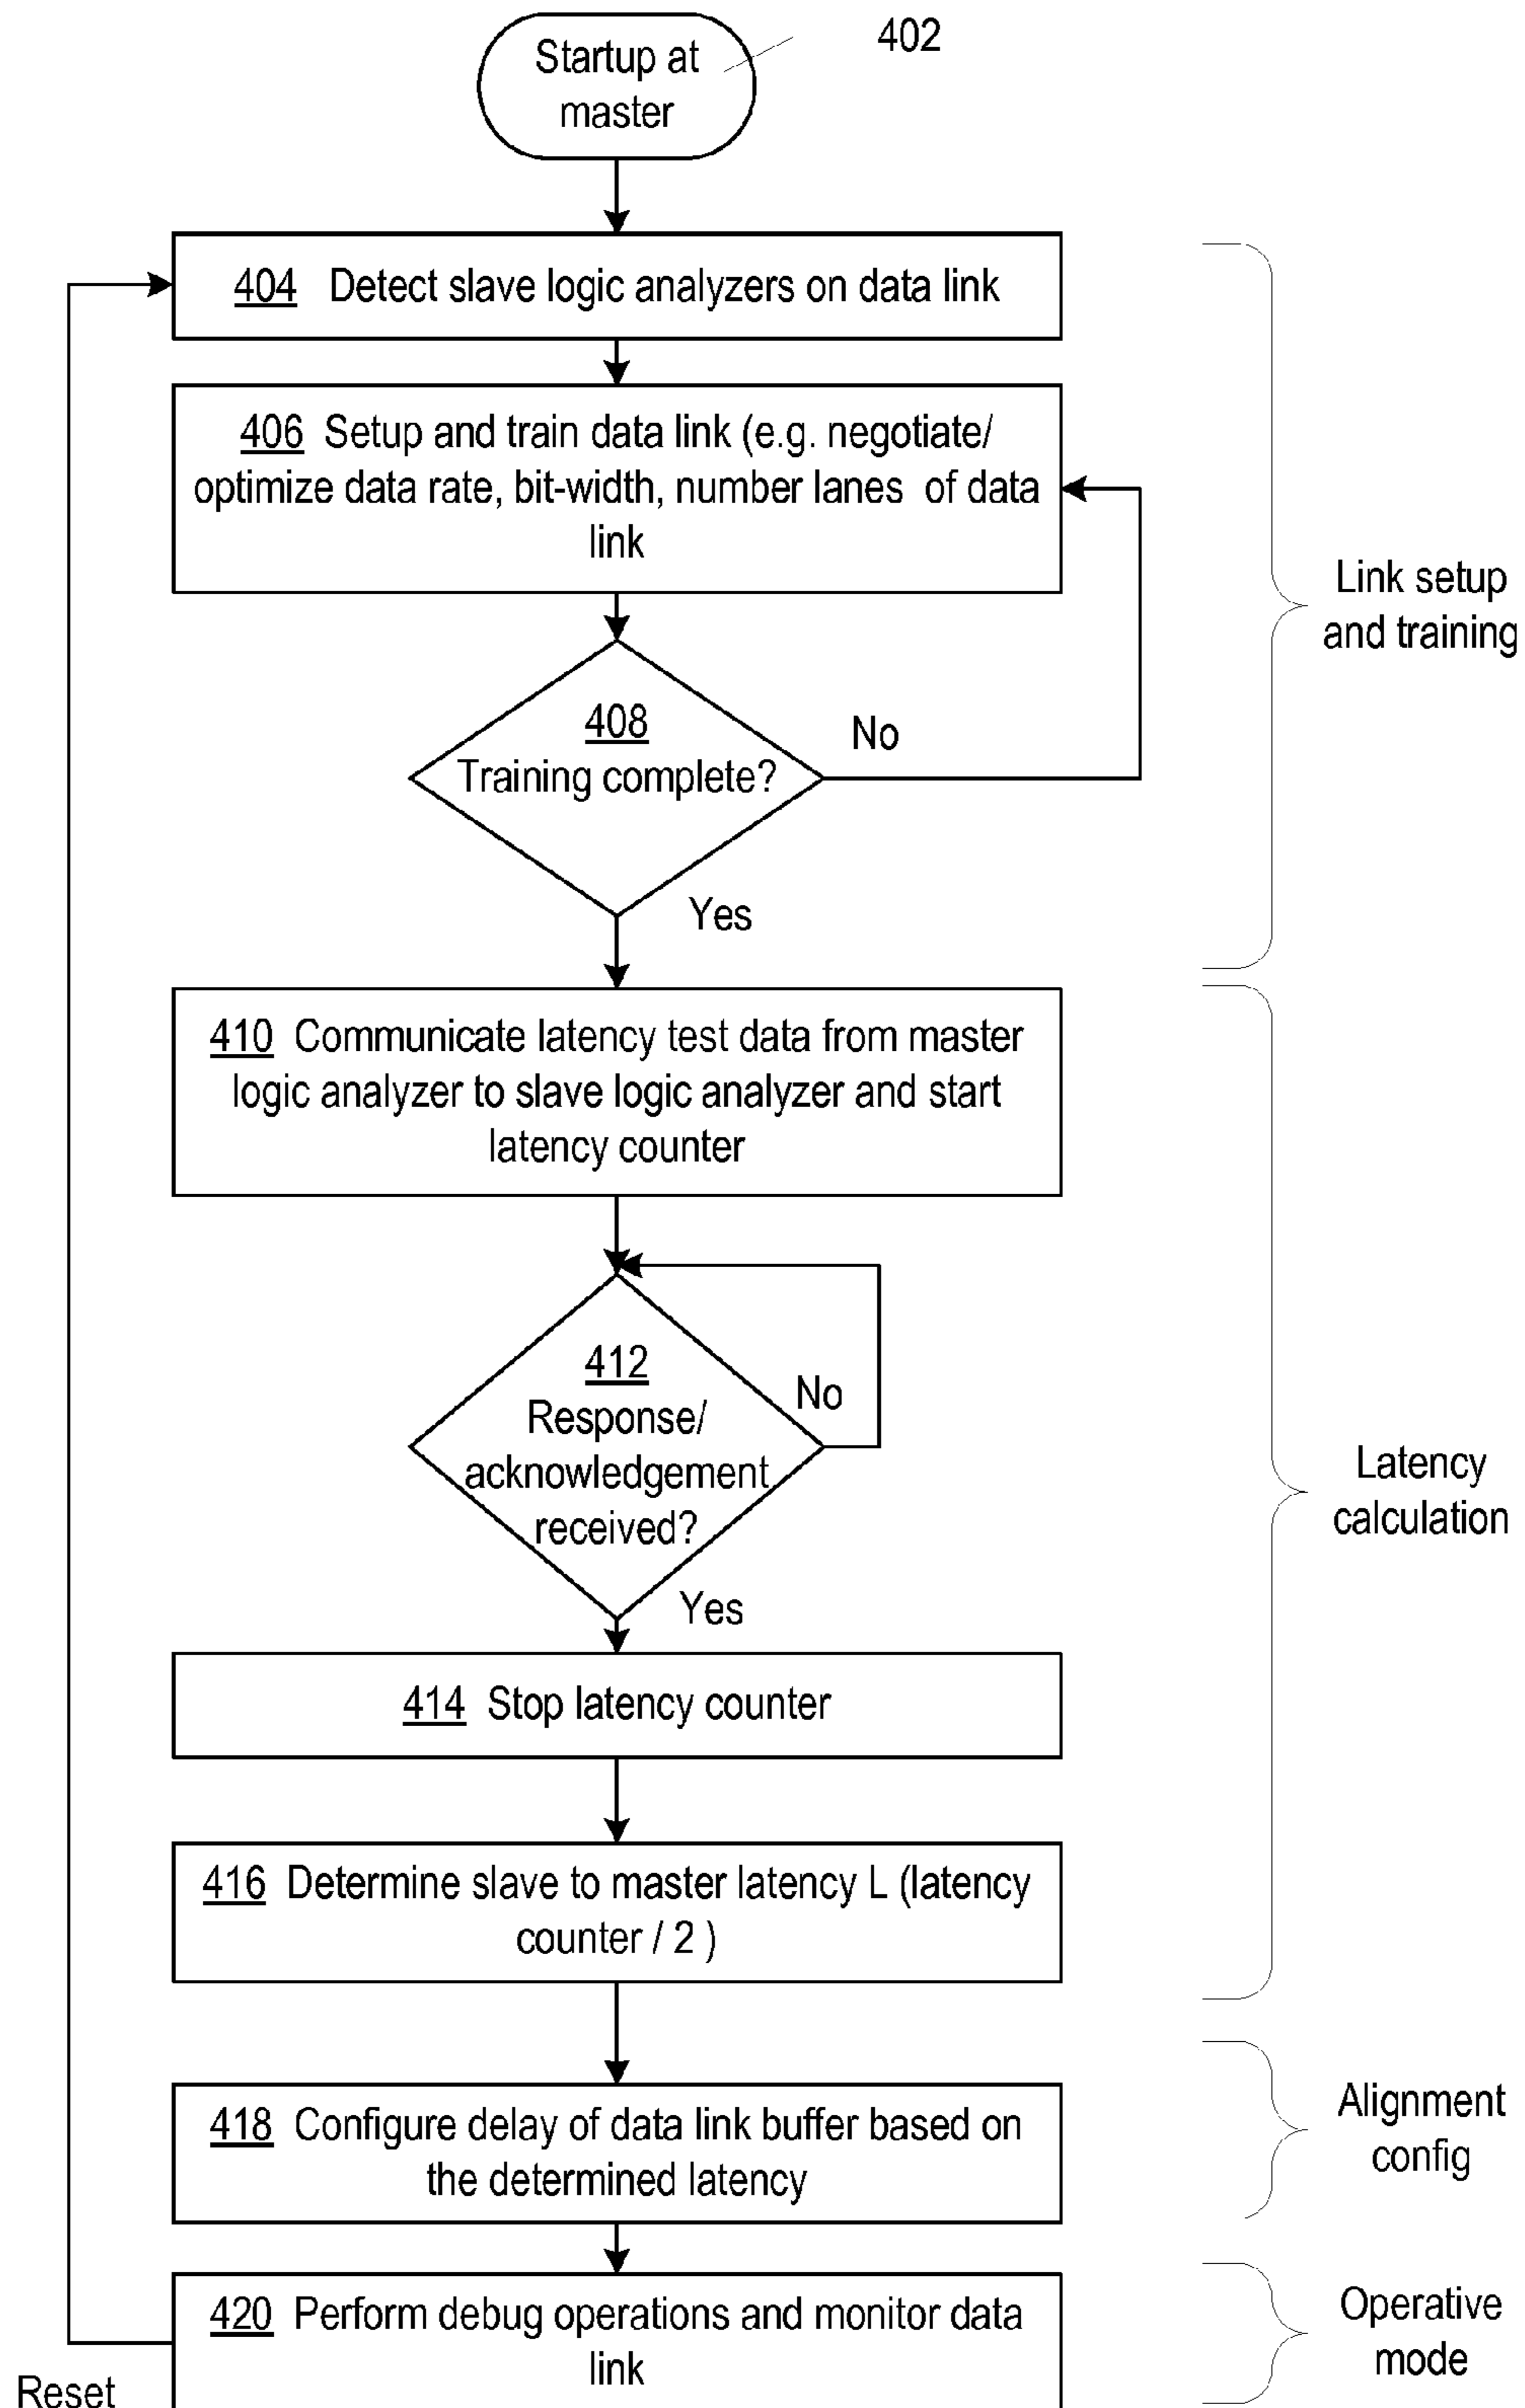 Startup at
master
402
404 Detect slave logic analyzers on data link
406 Setup and train data link (e.g. negotiate/
optimize data rate, bit-width, number lanes of data
link
Link setup
and training
408
Training complete?
No
Yes
410 Communicate latency test data from master
logic analyzer to slave logic analyzer and start
latency counter
412
Response/
acknowledgement
received?
No
Yes
Latency
calculation
414 Stop latency counter
416 Determine slave to master latency L (latency
counter / 2 )
418 Configure delay of data link buffer based on
the determined latency
Alignment
config
420 Perform debug operations and monitor data
link
Operative
mode
Reset